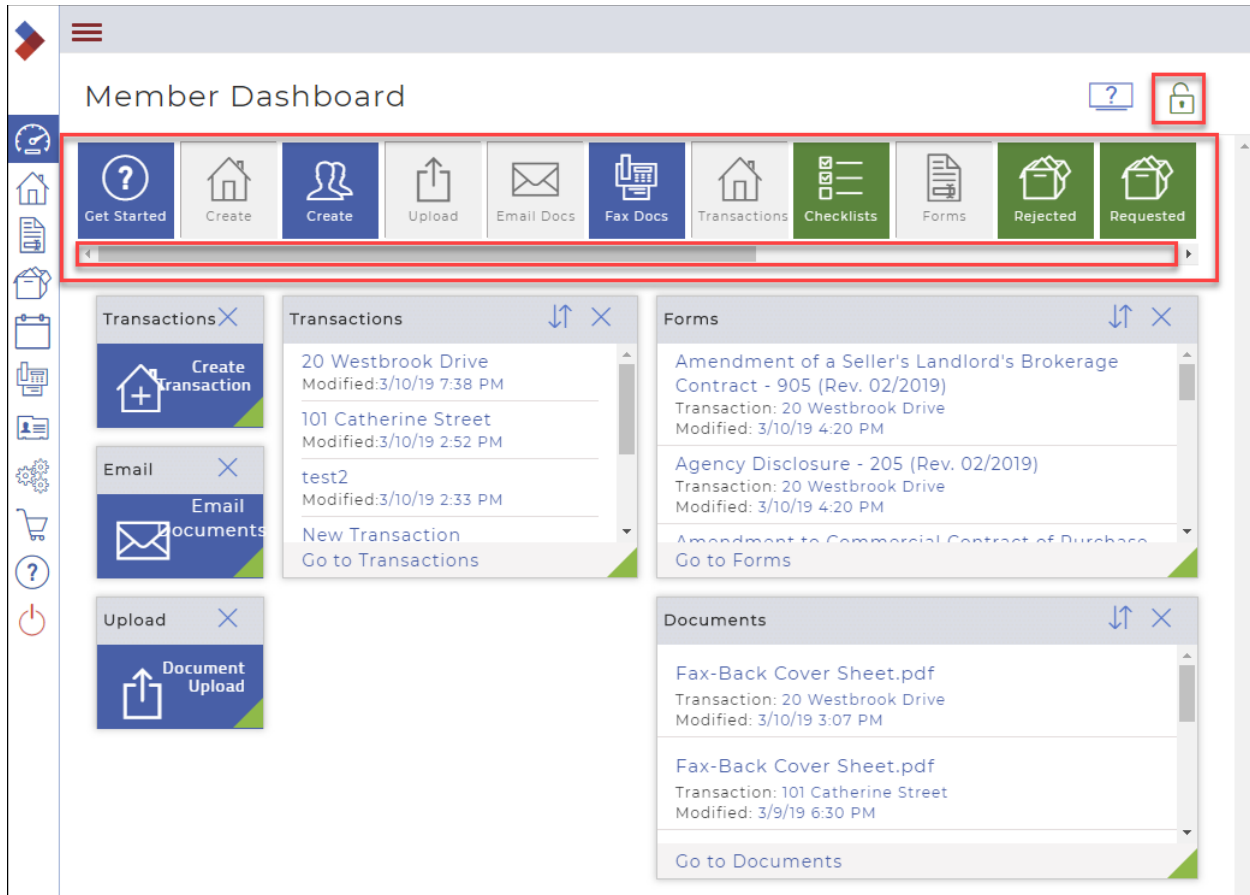 Member Dashboard
?
?
Get Started
Create
Create
Upload
Email Docs
Fax Docs
Transactions
Checklists
Forms
Rejected
Requested
Transactions
Create
Transaction
Email
Email
Documents
Upload
Document
Upload
Transactions
20 Westbrook Drive
Modified:3/10/19 7:38 PM
101 Catherine Street
Modified:3/10/19 2:52 PM
test2
Modified:3/10/19 2:33 PM
New Transaction
Go to Transactions
Forms
Amendment of a Seller's Landlord's Brokerage
Contract - 905 (Rev. 02/2019)
Transaction: 20 Westbrook Drive
Modified: 3/10/19 4:20 PM
Agency Disclosure - 205 (Rev. 02/2019)
Transaction: 20 Westbrook Drive
Modified: 3/10/19 4:20 PM
Amendment to Commercial Contract of Purchase
Go to Forms
Documents
Fax-Back Cover Sheet.pdf
Transaction: 20 Westbrook Drive
Modified: 3/10/19 3:07 PM
Fax-Back Cover Sheet.pdf
Transaction: 101 Catherine Street
Modified: 3/9/19 6:30 PM
Go to Documents
?